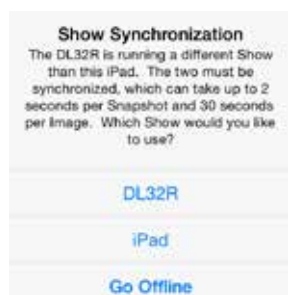 Show Synchronization
The DL32R is running a different Show
than this iPad. The two must be
synchronized, which can take up to 2
seconds per Snapshot and 30 seconds
per Image. Which Show would you like
to use?
DL32R
iPad
Go Offline